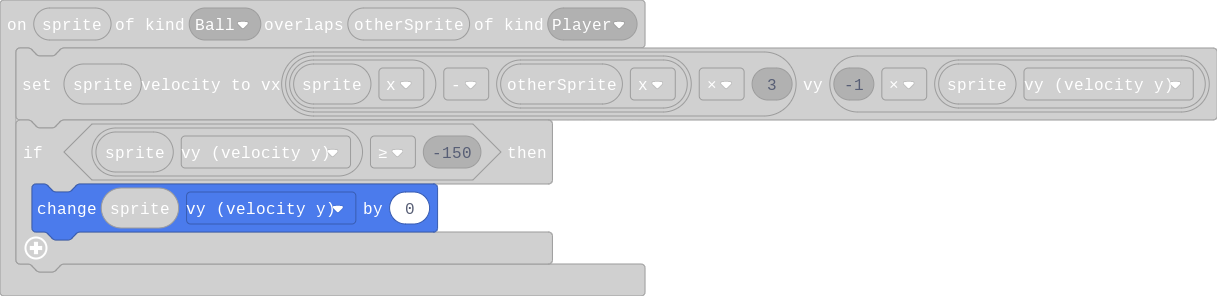 on sprite of kind Ball overlaps otherSprite of kind Player
set sprite velocity to vx sprite x - otherSprite x × 3 vy -1 × sprite vy (velocity y)
if sprite vy (velocity y) ≥ -150 then
change sprite vy (velocity y) by 0